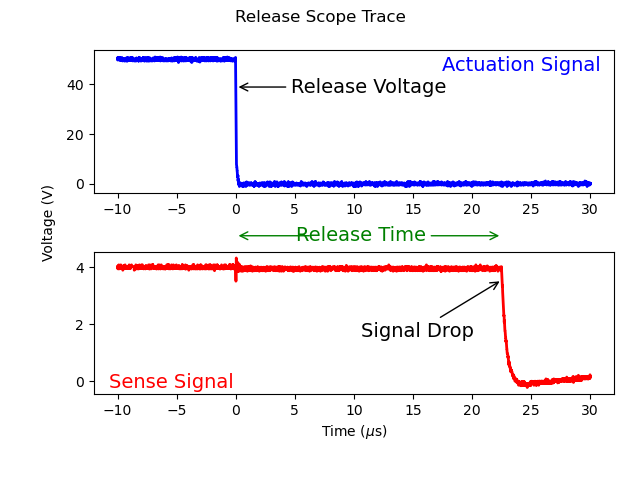 Release Scope Trace
Actuation Signal
Release Voltage
40
20
0
−10 −5 0 5 10 15 20 25 30
Voltage (V)
Release Time
4
2
0
Signal Drop
Sense Signal
−10 −5 0 5 10 15 20 25 30
Time (μs)